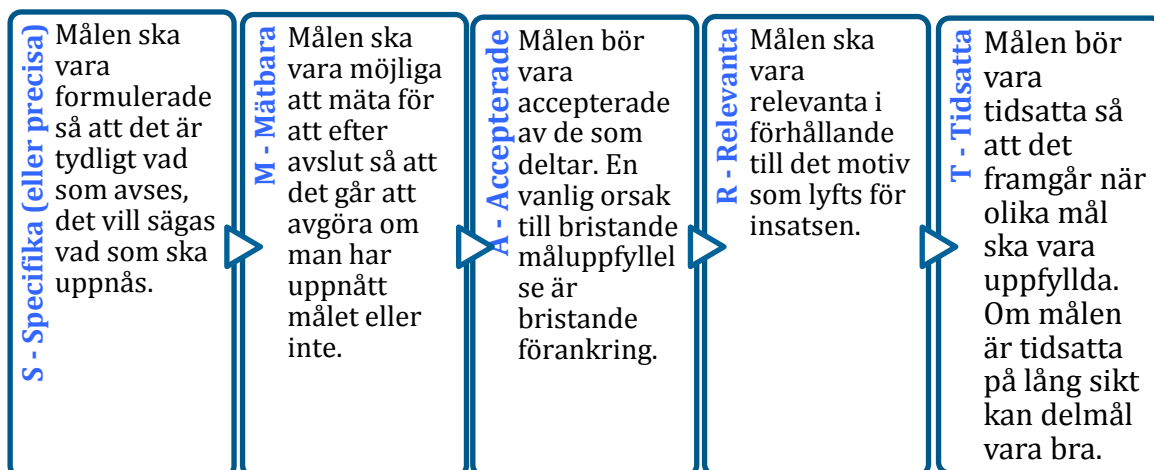 S - Specifika (eller precisa)
Målen ska
vara
formulerade
så att det är
tydligt vad
som avses,
det vill sägas
vad som ska
uppnås.
M - Mätbara
Målen ska
vara möjliga
att mäta för
att efter
avslut så att
det går att
avgöra om
man har
uppnått
målet eller
inte.
A - Accepterade
Målen bör
vara
accepterade
av de som
deltar. En
vanlig orsak
till bristande
måluppfyllel
se är
bristande
förankring.
R - Relevanta
Målen ska
vara
relevanta i
förhållande
till det motiv
som lyfts för
insatsen.
T - Tidsatta
Målen bör
vara
tidsatta så
att det
framgår när
olika mål
ska vara
uppfyllda.
Om målen
är tidsatta
på lång sikt
kan delmål
vara bra.